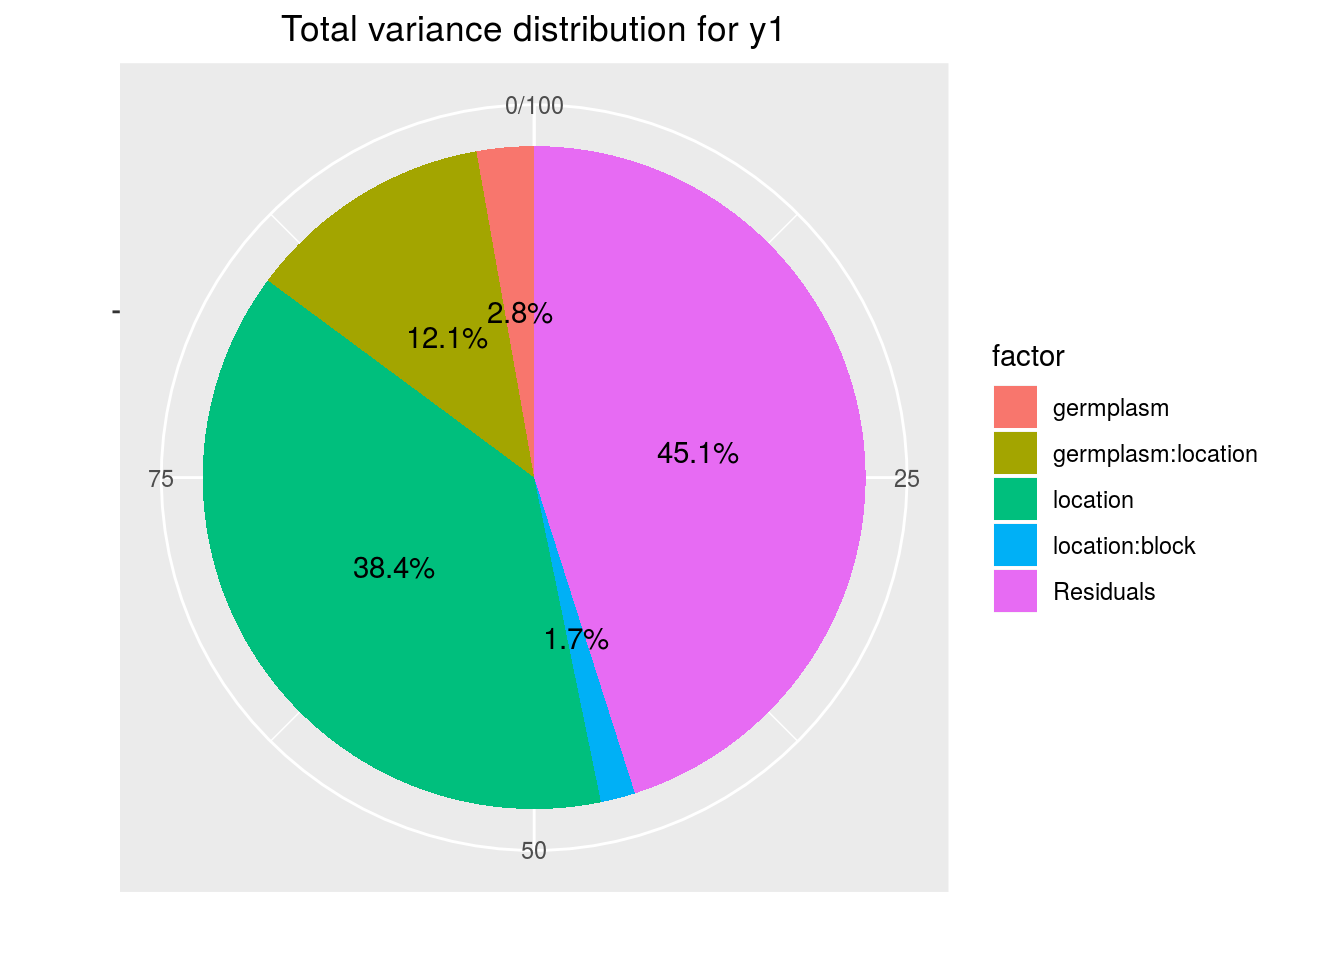 Total variance distribution for y1
0/100
2.8%
12.1%
45.1%
75
25
38.4%
1.7%
50
factor
germplasm
germplasm:location
location
location:block
Residuals